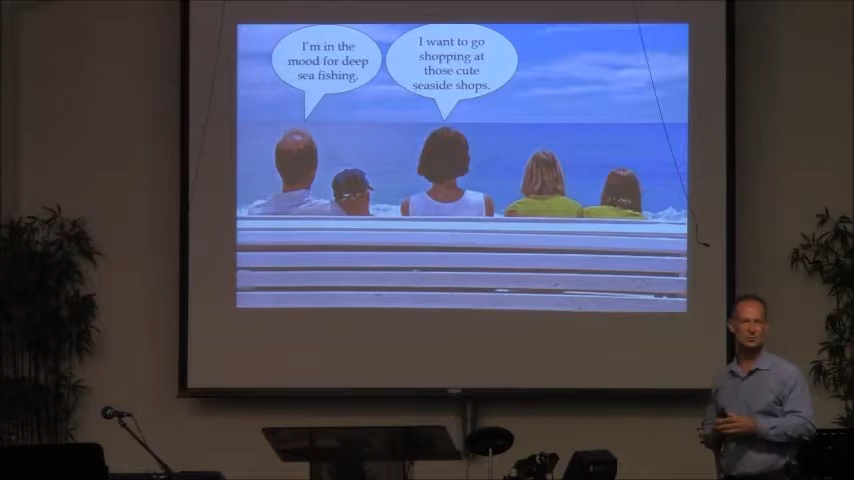 I'm in the
mood for deep
sea fishing.
I want to go
shopping at
those cute
seaside shops.